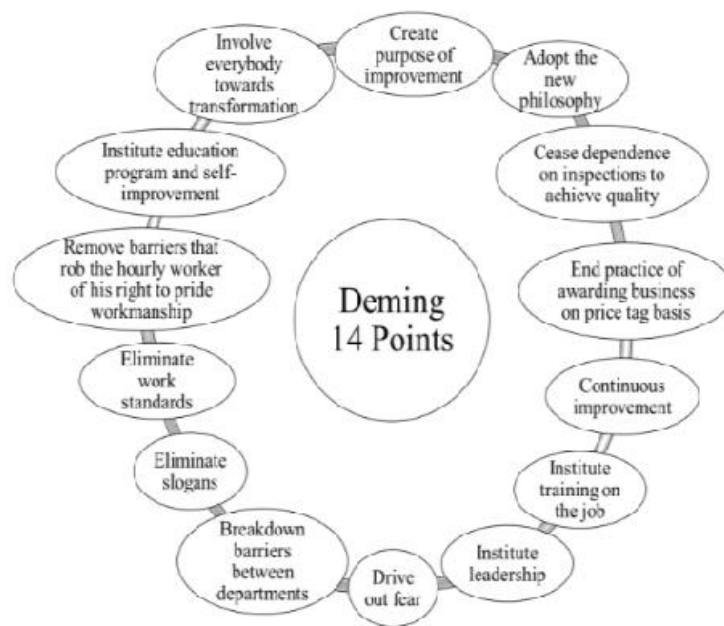 Create
purpose of
improvement
Adopt the
new
philosophy
Cease dependence
on inspections to
achieve quality
End practice of
awarding business
on price tag basis
Continuous
improvement
Institute
training on
the job
Institute
leadership
Drive
out fear
Breakdown
barriers
between
departments
Eliminate
slogans
Eliminate
work
standards
Remove barriers that
rob the hourly worker
of his right to pride
workmanship
Institute education
program and self-
improvement
Involve
everybody
towards
transformation
Deming
14 Points